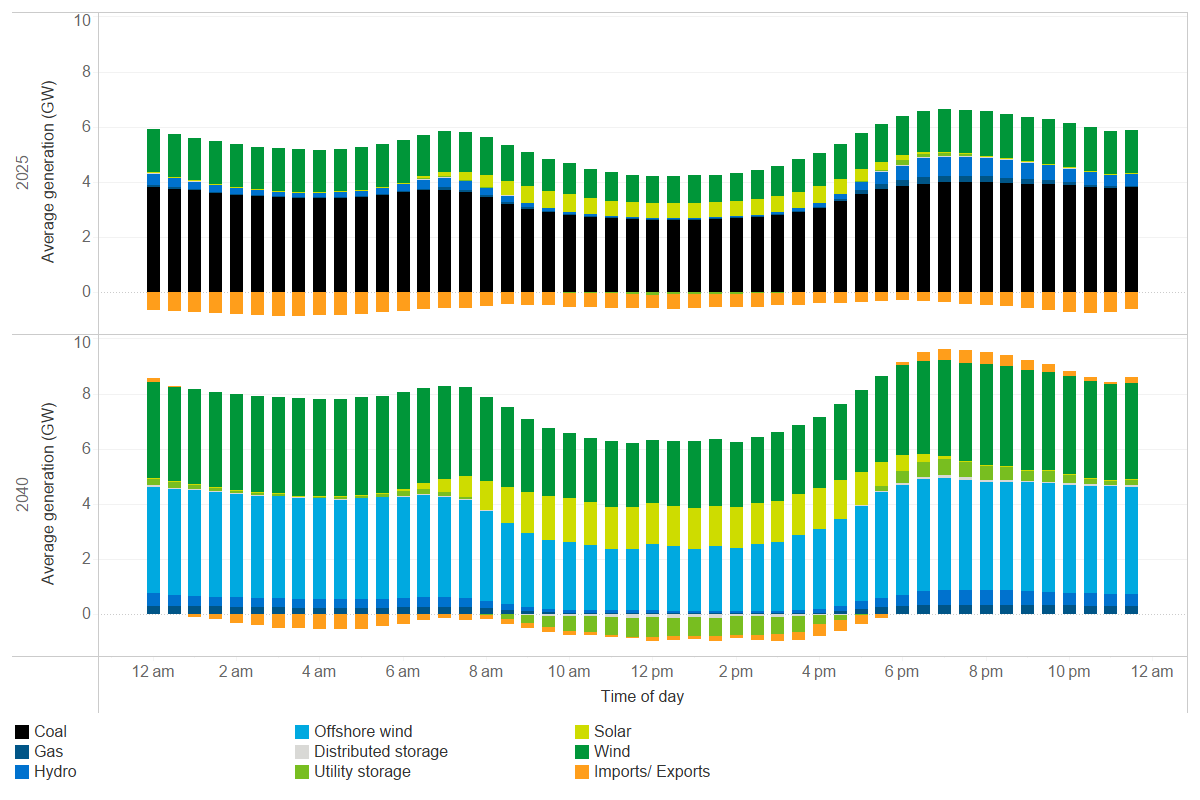 10
8
6
4
2
0
Average generation (GW)
2025
10
8
6
4
2
0
Average generation (GW)
2040
12 am 2 am 4 am 6 am 8 am 10 am 12 pm 2 pm 4 pm 6 pm 8 pm 10 pm 12 am
Time of day
Coal Offshore wind Solar
Gas Distributed storage Wind
Hydro Utility storage Imports/ Exports